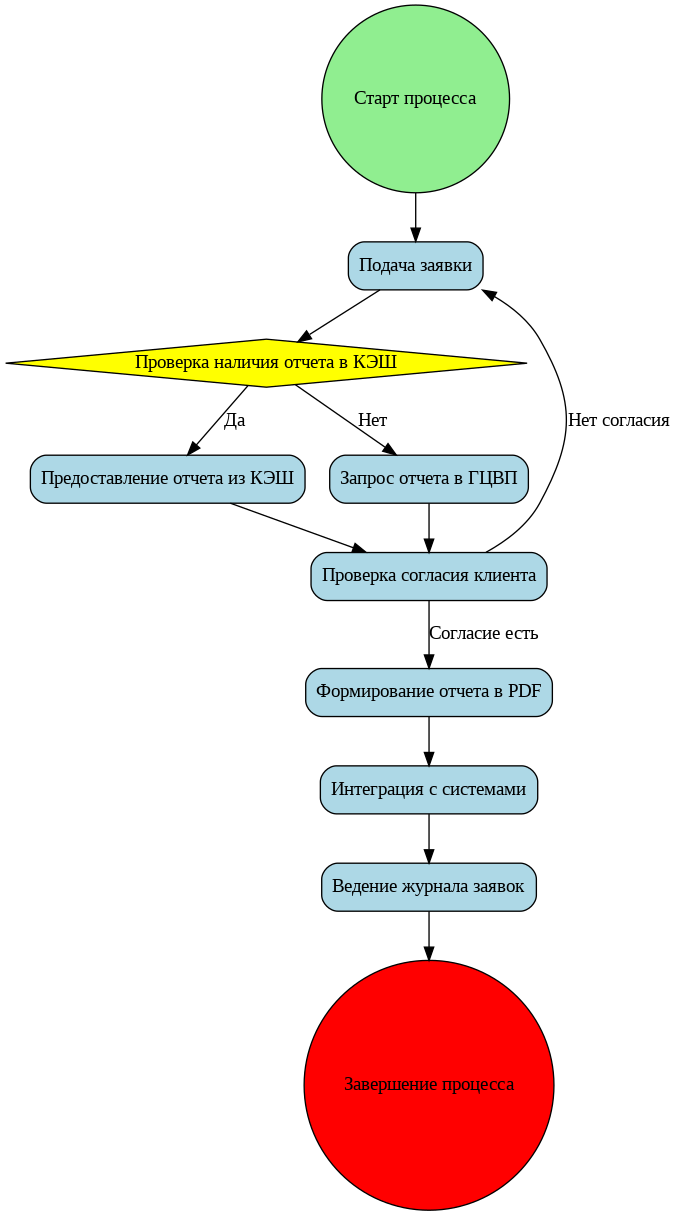 Старт процесса
Подача заявки
Проверка наличия отчета в КЭШ
Да
Нет
Нет согласия
Предоставление отчета из КЭШ
Запрос отчета в ГЦВП
Проверка согласия клиента
Согласие есть
Формирование отчета в PDF
Интеграция с системами
Ведение журнала заявок
Завершение процесса